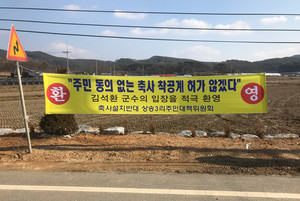 환 영
"주민 동의 없는 축사 착공계 허가 않겠다"
김석환 군수의 입장을 적극 환영
축사설치반대 상송3리주민대책위원회